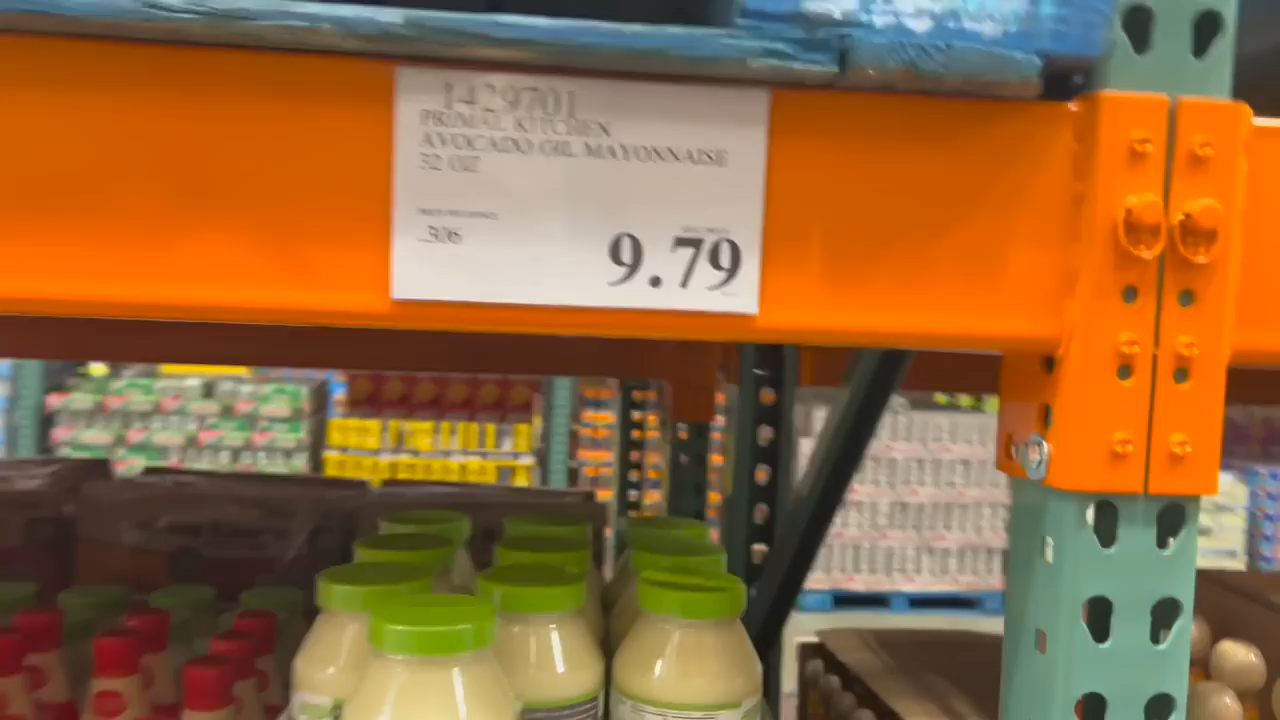 1429701
PRIMAL KITCHEN
AVOCADO OIL MAYONNAISE
32 OZ
.306
9.79